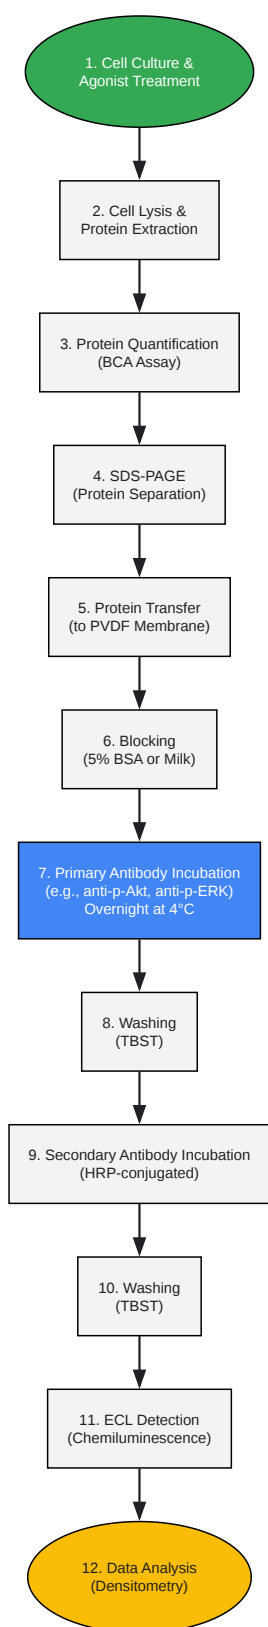 1. Cell Culture &
Agonist Treatment
2. Cell Lysis &
Protein Extraction
3. Protein Quantification
(BCA Assay)
4. SDS-PAGE
(Protein Separation)
5. Protein Transfer
(to PVDF Membrane)
6. Blocking
(5% BSA or Milk)
7. Primary Antibody Incubation
(e.g., anti-p-Akt, anti-p-ERK)
Overnight at 4°C
8. Washing
(TBST)
9. Secondary Antibody Incubation
(HRP-conjugated)
10. Washing
(TBST)
11. ECL Detection
(Chemiluminescence)
12. Data Analysis
(Densitometry)